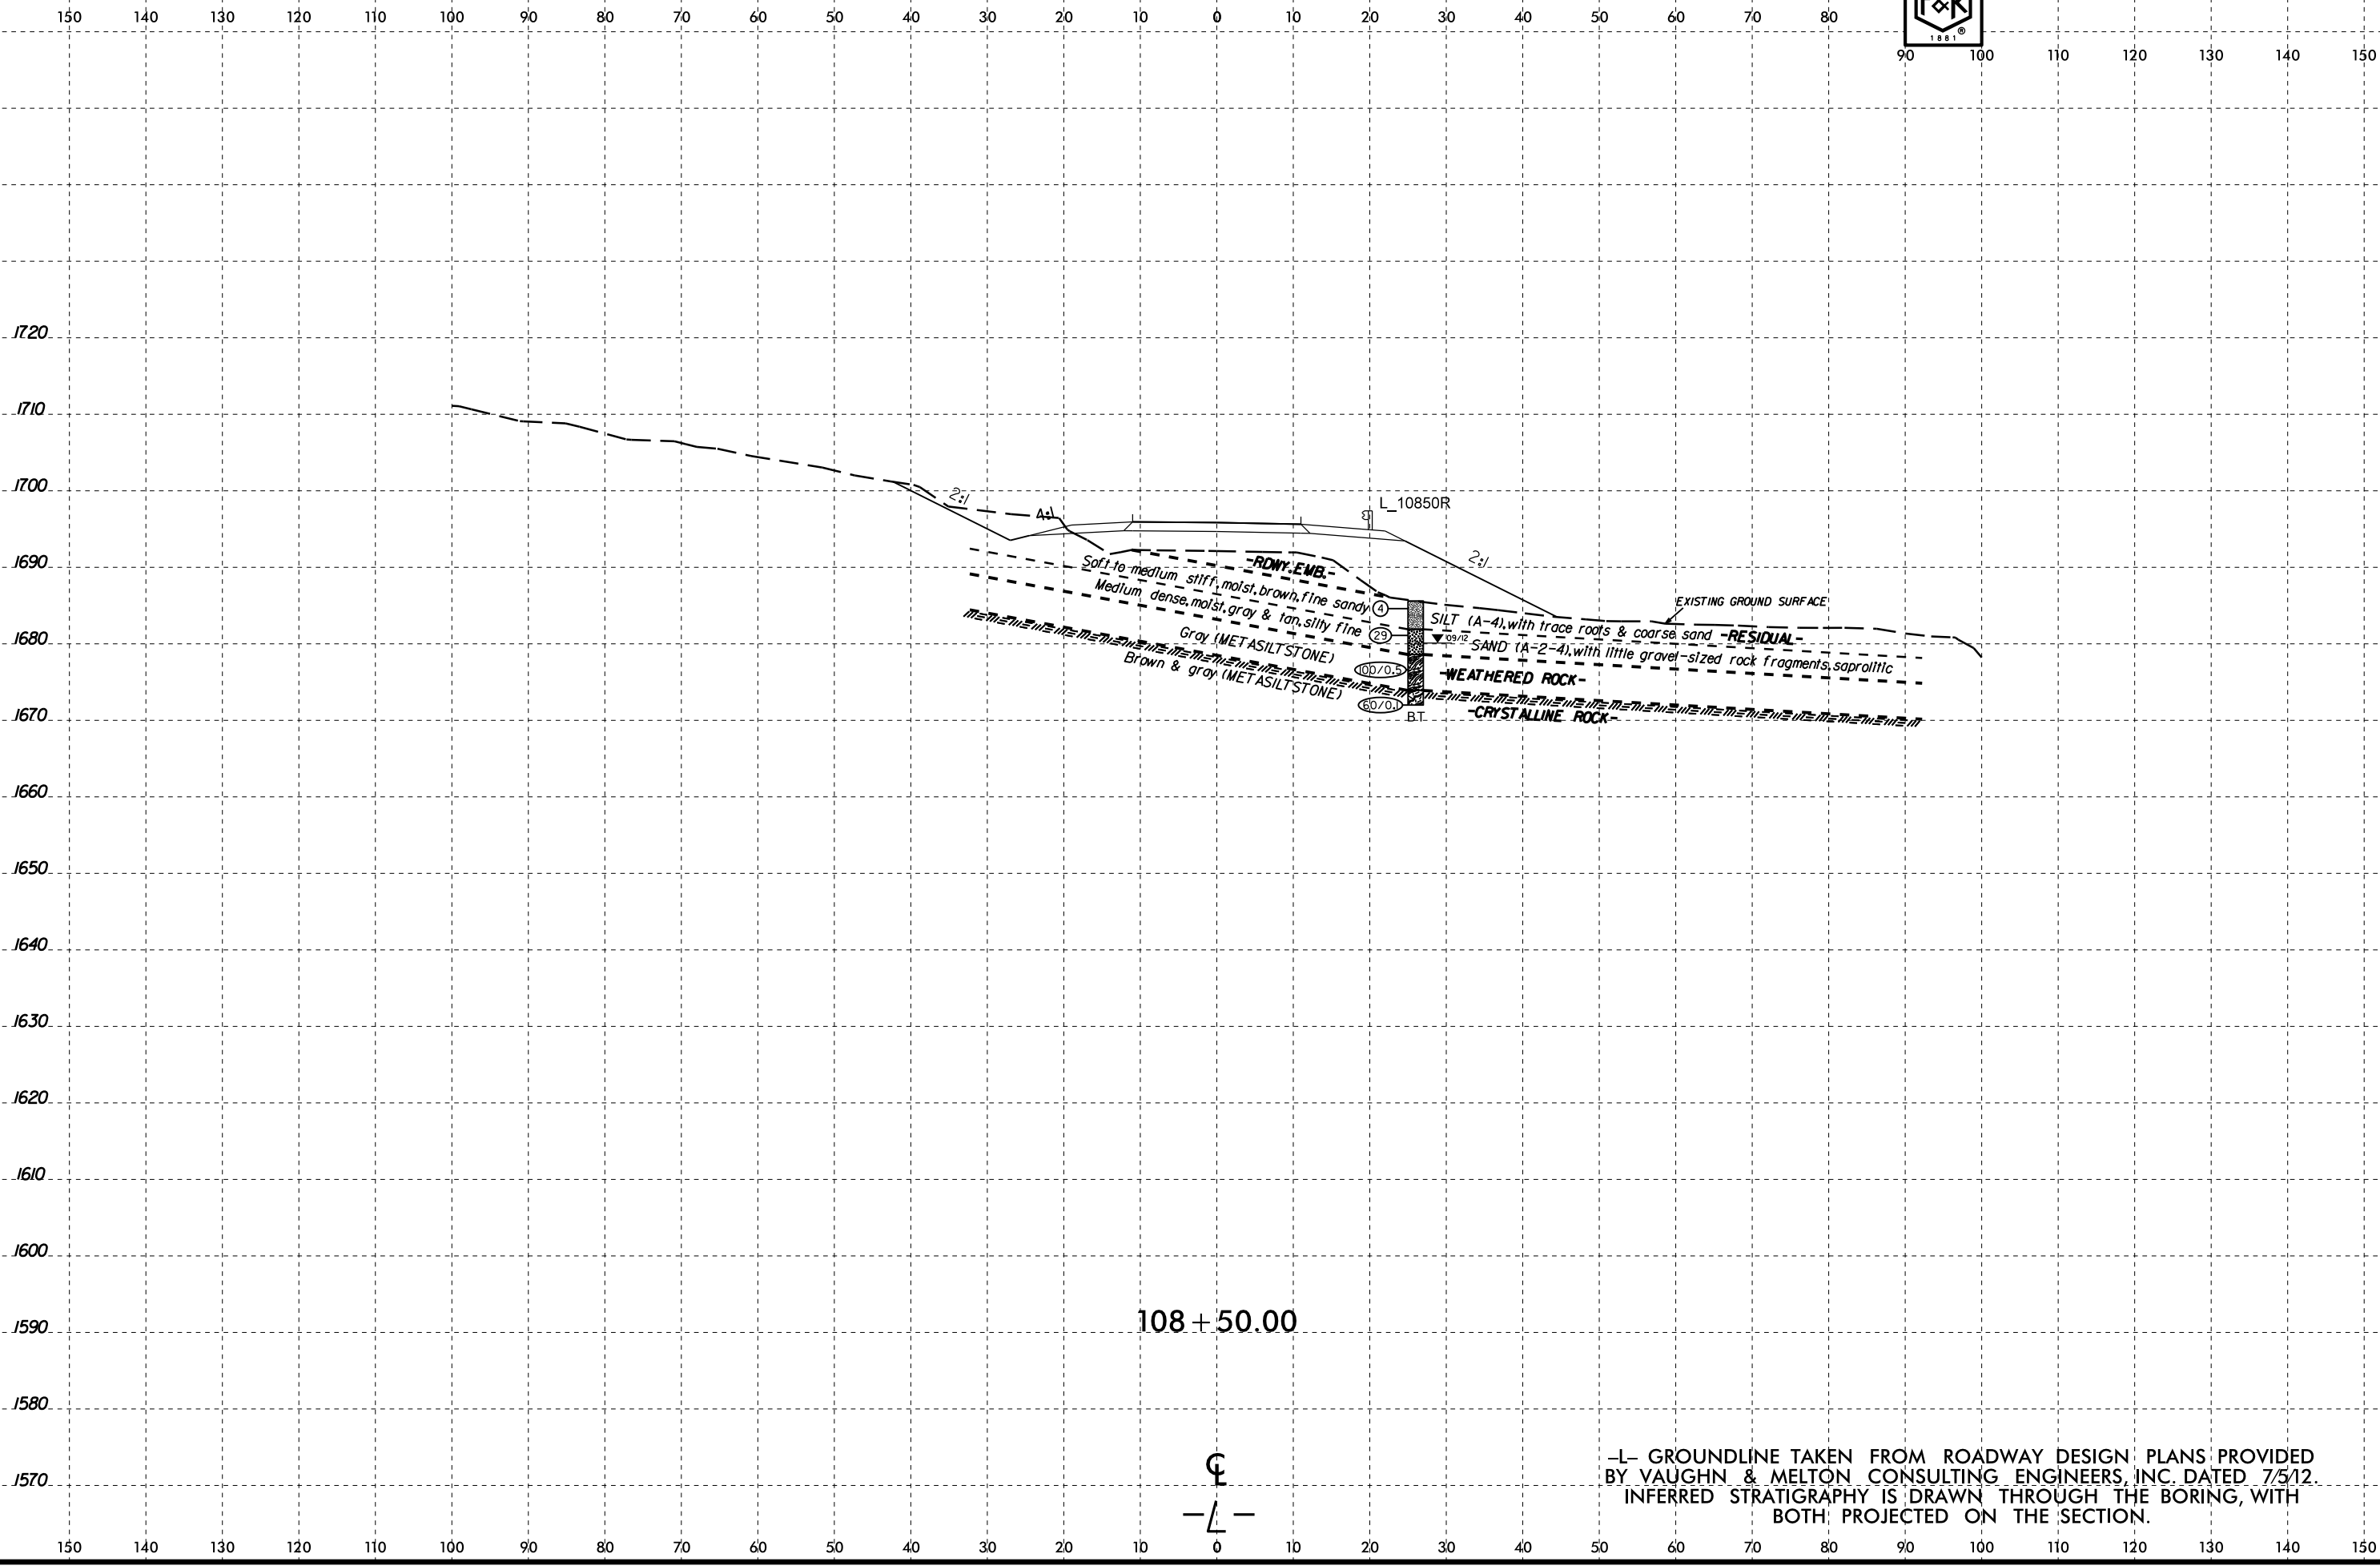 150 140 130 120 110 100 90 80 70 60 50 40 30 20 10 0 10 20 30 40 50 60 70 80
1881 ®
90 100 110 120 130 140 150
1720
1710
1700
2:1
4:1
L_10850R
1690
2:1
-RDWY. EMB.-
Soft to medium stiff, moist, brown, fine sandy 4 SILT (A-4), with trace roots & coarse sand -RESIDUAL-
EXISTING GROUND SURFACE
1680
Medium dense, moist, gray & tan, silty fine 29 09/12 SAND (A-2-4), with little gravel-sized rock fragments, saprolitic
Gray (METASILTSTONE) 100/0.5 -WEATHERED ROCK-
Brown & gray (METASILTSTONE) 60/0.1 -CRYSTALLINE ROCK-
BT
1670
1660
1650
1640
1630
1620
1610
1600
1590
108+50.00
1580
1570
℄
-L-
-L- GROUNDLINE TAKEN FROM ROADWAY DESIGN PLANS PROVIDED
BY VAUGHN & MELTON CONSULTING ENGINEERS, INC. DATED 7/5/12.
INFERRED STRATIGRAPHY IS DRAWN THROUGH THE BORING, WITH
BOTH PROJECTED ON THE SECTION.
150 140 130 120 110 100 90 80 70 60 50 40 30 20 10 0 10 20 30 40 50 60 70 80 90 100 110 120 130 140 150